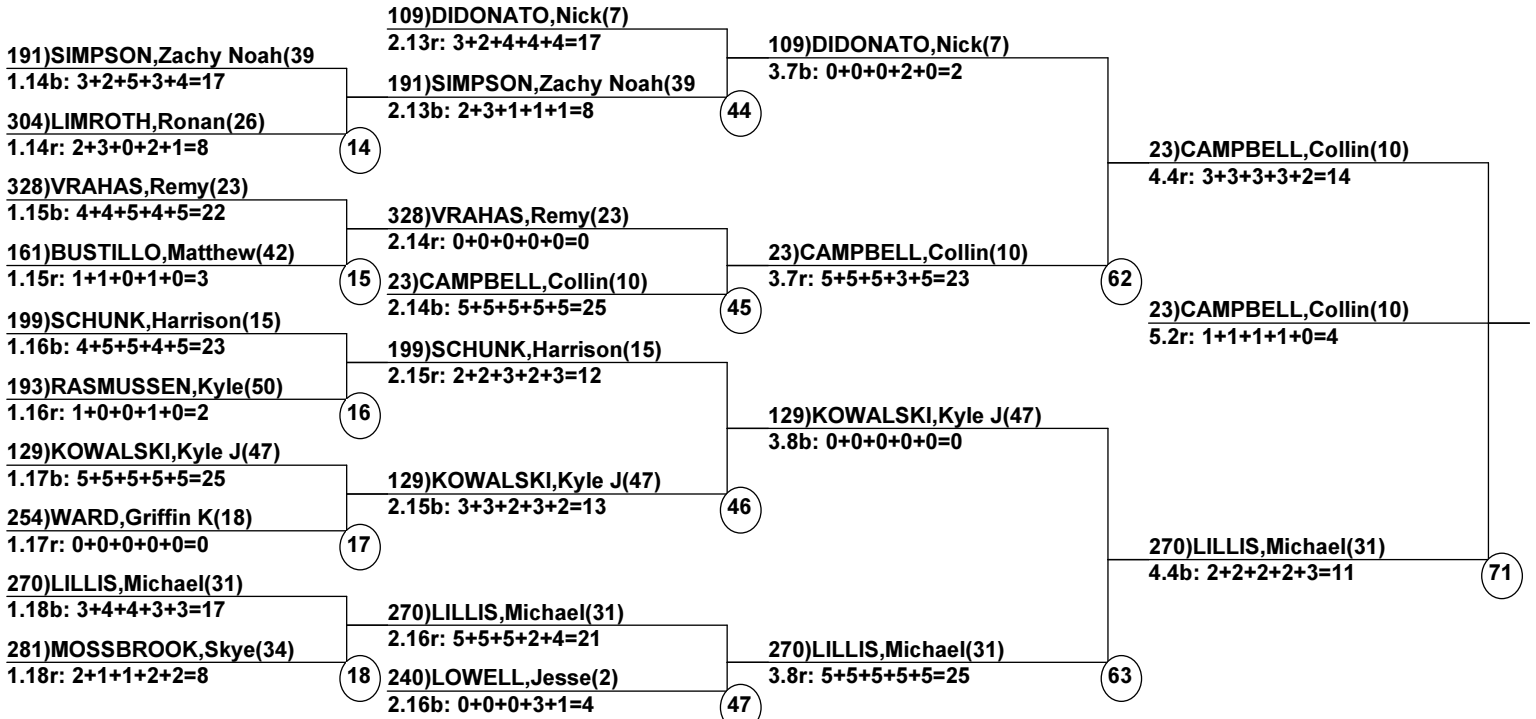 191)SIMPSON,Zachy Noah(39
1.14b: 3+2+5+3+4=17
304)LIMROTH,Ronan(26)
1.14r: 2+3+0+2+1=8
14
328)VRAHAS,Remy(23)
1.15b: 4+4+5+4+5=22
161)BUSTILLO,Matthew(42)
1.15r: 1+1+0+1+0=3
15
199)SCHUNK,Harrison(15)
1.16b: 4+5+5+4+5=23
193)RASMUSSEN,Kyle(50)
1.16r: 1+0+0+1+0=2
16
129)KOWALSKI,Kyle J(47)
1.17b: 5+5+5+5+5=25
254)WARD,Griffin K(18)
1.17r: 0+0+0+0+0=0
17
270)LILLIS,Michael(31)
1.18b: 3+4+4+3+3=17
281)MOSSBROOK,Skye(34)
1.18r: 2+1+1+2+2=8
18
109)DIDONATO,Nick(7)
2.13r: 3+2+4+4+4=17
191)SIMPSON,Zachy Noah(39
2.13b: 2+3+1+1+1=8
44
328)VRAHAS,Remy(23)
2.14r: 0+0+0+0+0=0
23)CAMPBELL,Collin(10)
2.14b: 5+5+5+5+5=25
45
199)SCHUNK,Harrison(15)
2.15r: 2+2+3+2+3=12
129)KOWALSKI,Kyle J(47)
2.15b: 3+3+2+3+2=13
46
270)LILLIS,Michael(31)
2.16r: 5+5+5+2+4=21
240)LOWELL,Jesse(2)
2.16b: 0+0+0+3+1=4
47
109)DIDONATO,Nick(7)
3.7b: 0+0+0+2+0=2
23)CAMPBELL,Collin(10)
3.7r: 5+5+5+3+5=23
62
129)KOWALSKI,Kyle J(47)
3.8b: 0+0+0+0+0=0
270)LILLIS,Michael(31)
3.8r: 5+5+5+5+5=25
63
23)CAMPBELL,Collin(10)
4.4r: 3+3+3+3+2=14
23)CAMPBELL,Collin(10)
5.2r: 1+1+1+1+0=4
270)LILLIS,Michael(31)
4.4b: 2+2+2+2+3=11
71